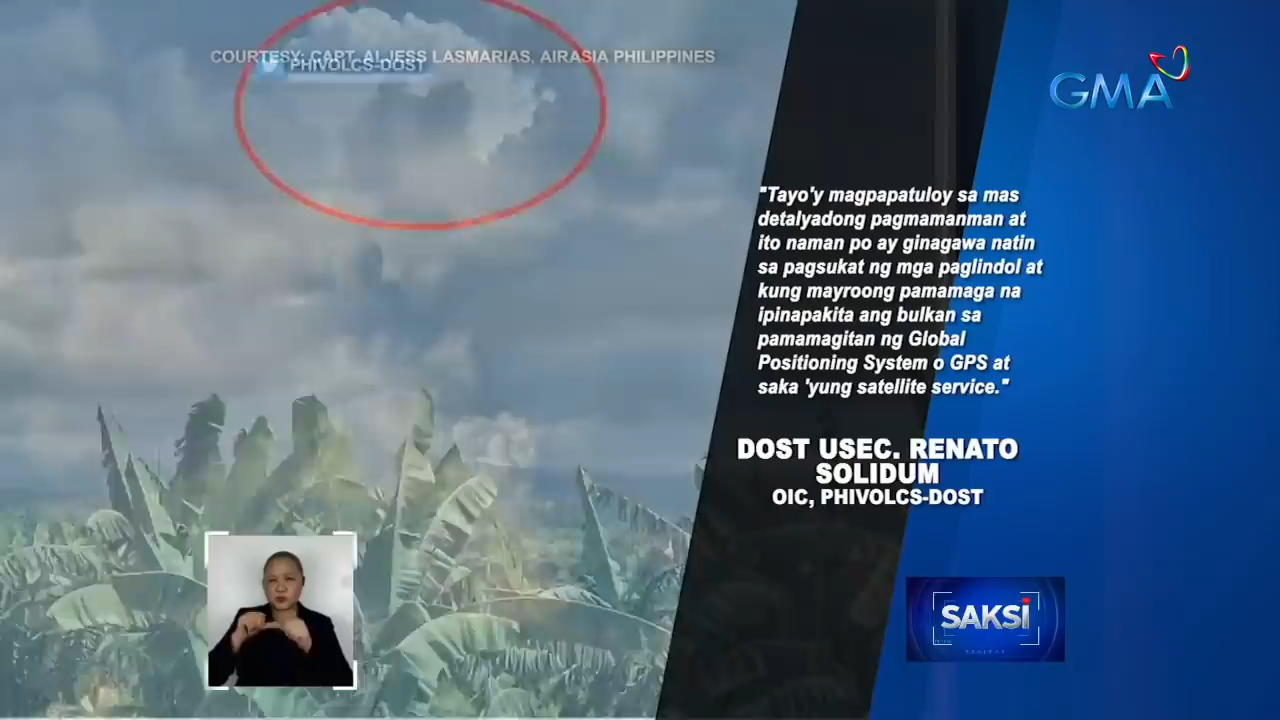 COURTESY: CAPT. AIJESS LASMARIAS, AIRASIA PHILIPPINES
PHIVOLCS-DOST
GMA
"Tayo'y magpapatuloy sa mas
detalyadong pagmamanman at
ito naman po ay ginagawa natin
sa pagsukat ng mga paglindol at
kung mayroong pamamaga na
ipinapakita ang bulkan sa
pamamagitan ng Global
Positioning System o GPS at
saka 'yung satellite service."
DOST USEC. RENATO
SOLIDUM
OIC, PHIVOLCS-DOST
SAKSI